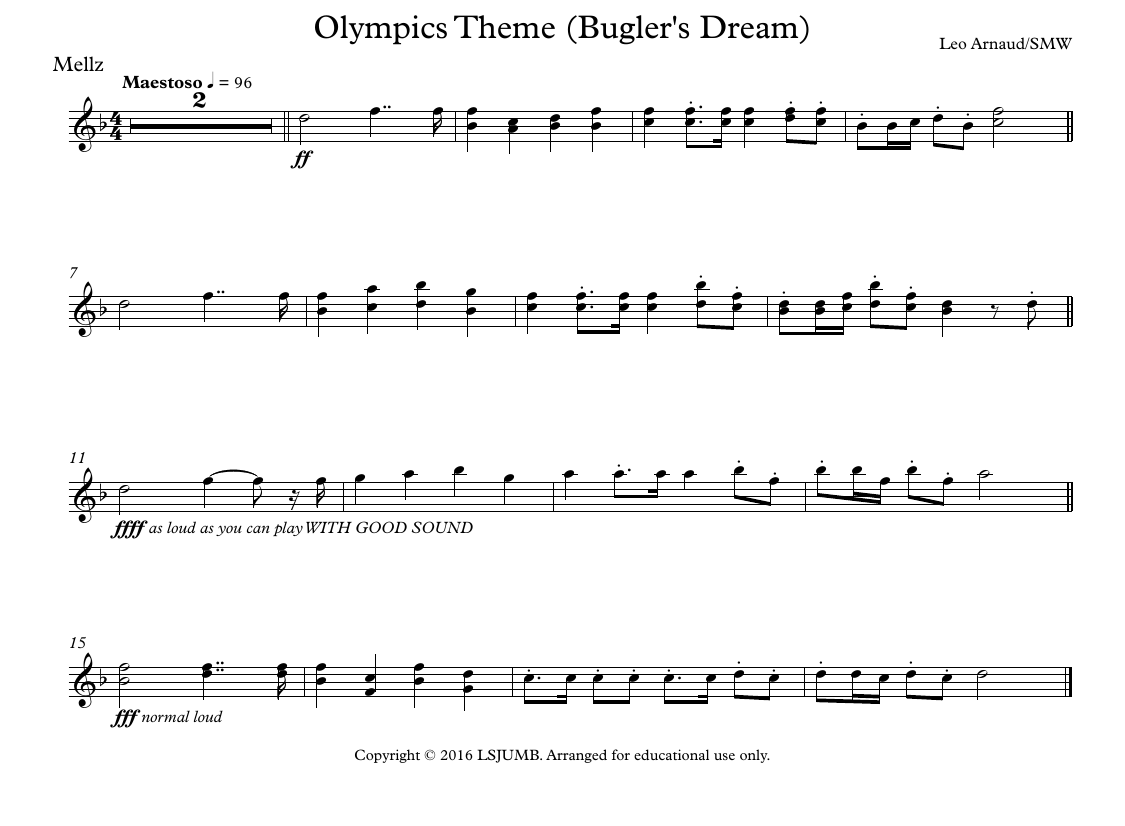 Olympics Theme (Bugler's Dream)
Leo Arnaud/SMW
Mellz
Maestoso ♩ = 96
2
4
4
ff
7
11
ffff as loud as you can play WITH GOOD SOUND
15
fff normal loud
Copyright © 2016 LSJUMB. Arranged for educational use only.